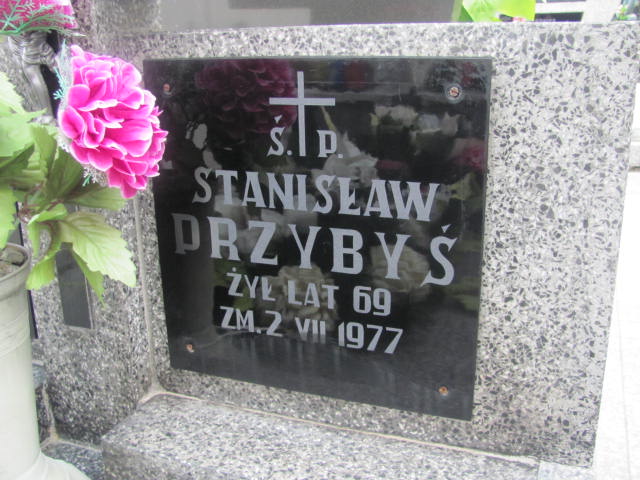 Ś. P.
STANISŁAW
PRZYBYŚ
ŻYŁ LAT 69
ZM. 2 VII 1977